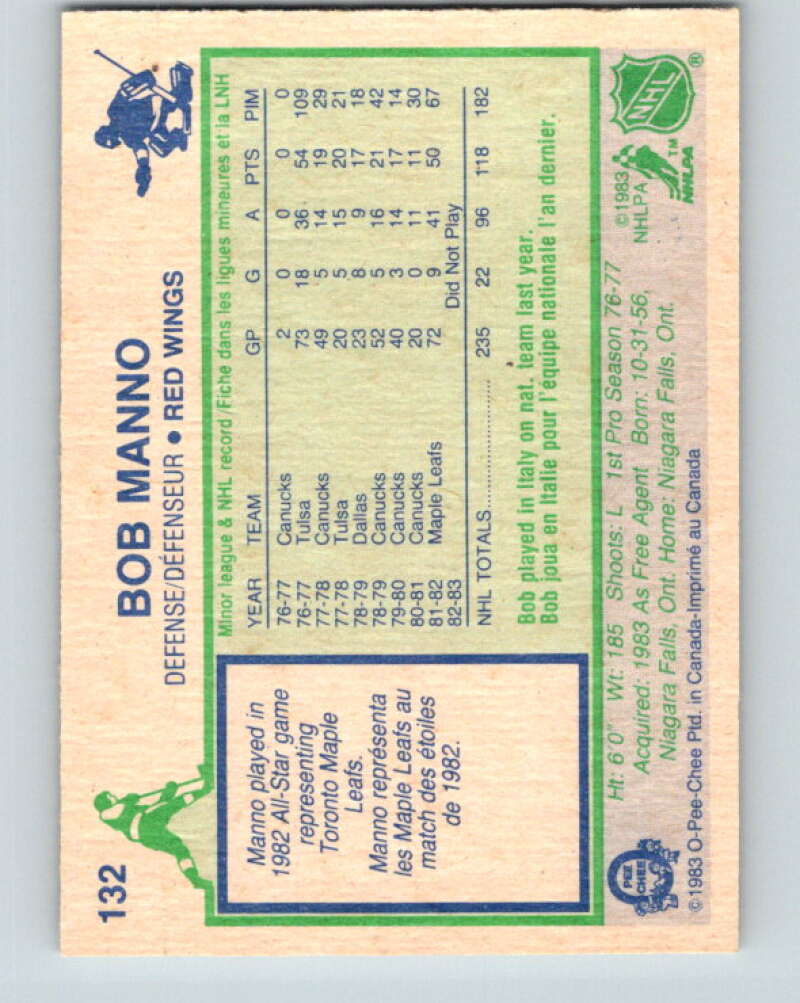 132
BOB MANNO
DEFENSE/DÉFENSEUR • RED WINGS
Manno played in
1982 All-Star game
representing
Toronto Maple
Leafs.
Manno représenta
les Maple Leafs au
match des étoiles
de 1982.
Minor league & NHL record/Fiche dans les ligues mineures et la LNH
YEAR TEAM GP G A PTS PIM
76-77 Canucks 2 0 0 0 0
76-77 Tulsa 73 18 36 54 109
77-78 Canucks 49 5 14 19 29
77-78 Tulsa 20 5 15 20 21
78-79 Dallas 23 8 9 17 18
78-79 Canucks 52 5 16 21 42
79-80 Canucks 40 3 14 17 14
80-81 Canucks 20 0 11 11 30
81-82 Maple Leafs 72 9 41 50 67
82-83 Did Not Play
NHL TOTALS.................. 235 22 96 118 182
Bob played in Italy on nat. team last year.
Bob joua en Italie pour l'équipe nationale l'an dernier.
Ht: 6'0" Wt: 185 Shoots: L 1st Pro Season 76-77
Acquired: 1983 As Free Agent Born: 10-31-56,
Niagara Falls, Ont. Home: Niagara Falls, Ont.
©1983 O-Pee-Chee Ptd. in Canada-Imprimé au Canada
O
PEE
CHEE
©1983
NHLPA
NHL
®
NHLPA
™